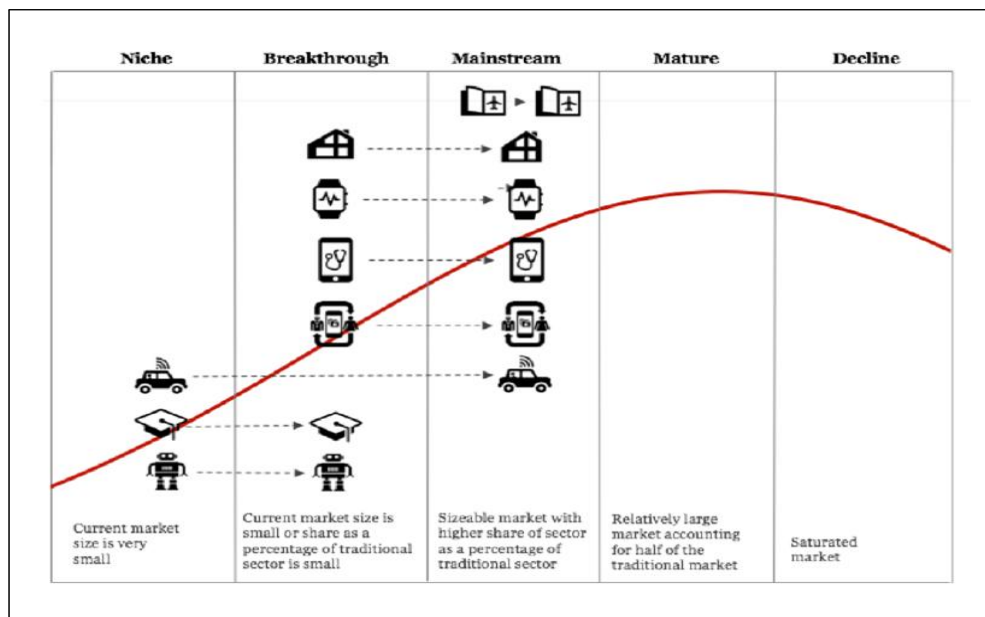 Niche
Breakthrough
Mainstream
Mature
Decline
Current market
size is very
small
Current market size is
small or share as a
percentage of traditional
sector is small
Sizeable market with
higher share of sector
as a percentage of
traditional sector
Relatively large
market accounting
for half of the
traditional market
Saturated
market